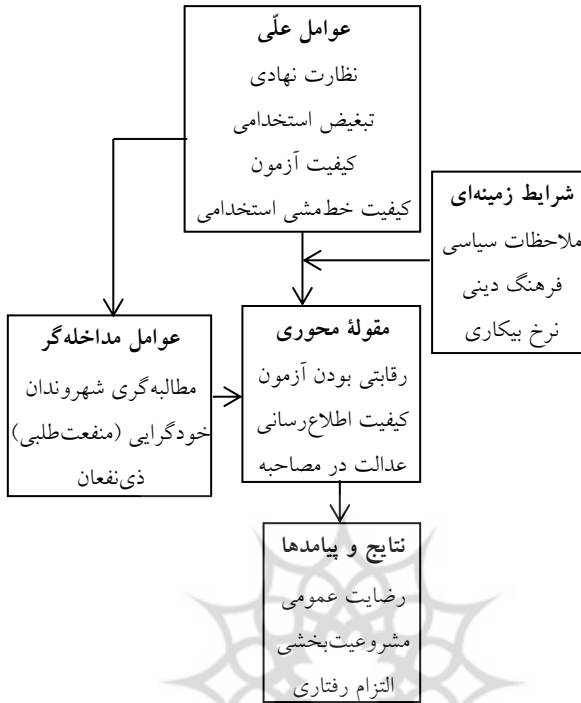 عوامل علّی
نظارت نهادی
تبغیض استخدامی
کیفیت آزمون
کیفیت خط‌مشی استخدامی
شرایط زمینه‌ای
ملاحظات سیاسی
فرهنگ دینی
نرخ بیکاری
مقولهٔ محوری
رقابتی بودن آزمون
کیفیت اطلاع‌رسانی
عدالت در مصاحبه
عوامل مداخله‌گر
مطالبه‌گری شهروندان
خودگرایی (منفعت‌طلبی)
ذی‌نفعان
نتایج و پیامدها
رضایت عمومی
مشروعیت‌بخشی
التزام رفتاری